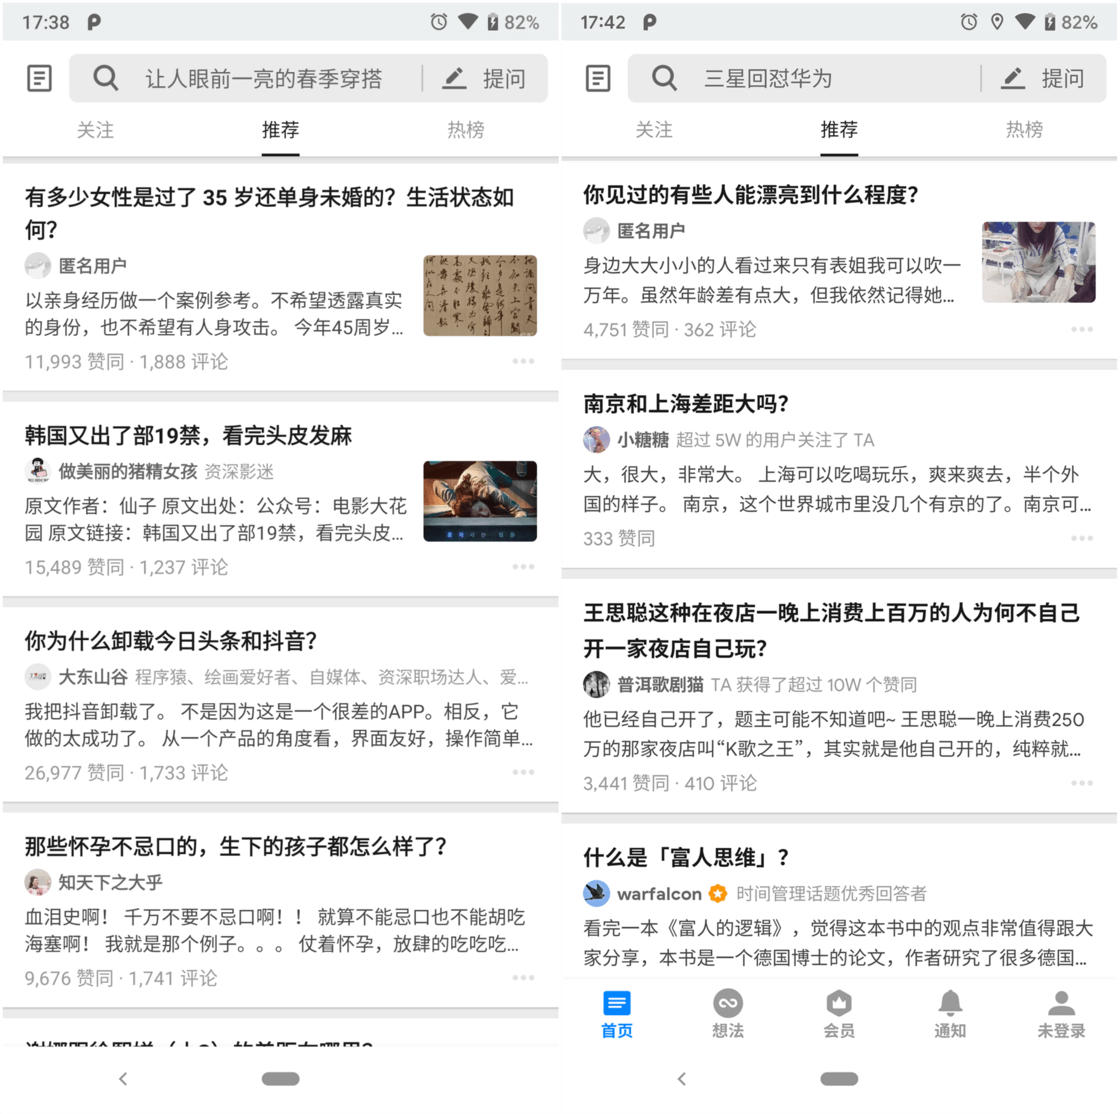 17:38
82%
让人眼前一亮的春季穿搭
提问
关注
推荐
热榜
有多少女性是过了 35 岁还单身未婚的？生活状态如
何？
匿名用户
以亲身经历做一个案例参考。不希望透露真实
的身份，也不希望有人身攻击。 今年45周岁...
11,993 赞同 · 1,888 评论
韩国又出了部19禁，看完头皮发麻
做美丽的猪精女孩 资深影迷
原文作者：仙子 原文出处：公众号：电影大花
园 原文链接：韩国又出了部19禁，看完头皮...
15,489 赞同 · 1,237 评论
你为什么卸载今日头条和抖音？
大东山谷 程序猿、绘画爱好者、自媒体、资深职场达人、爱...
我把抖音卸载了。 不是因为这是一个很差的APP。相反，它
做的太成功了。 从一个产品的角度看，界面友好，操作简单...
26,977 赞同 · 1,733 评论
那些怀孕不忌口的，生下的孩子都怎么样了？
知天下之大乎
血泪史啊！ 千万不要不忌口啊！！ 就算不能忌口也不能胡吃
海塞啊！ 我就是那个例子。。。 仗着怀孕，放肆的吃吃吃...
9,676 赞同 · 1,741 评论
17:42
82%
三星回怼华为
提问
关注
推荐
热榜
你见过的有些人能漂亮到什么程度？
匿名用户
身边大大小小的人看过来只有表姐我可以吹一
万年。虽然年龄差有点大，但我依然记得她...
4,751 赞同 · 362 评论
南京和上海差距大吗？
小糖糖 超过 5W 的用户关注了 TA
大，很大，非常大。 上海可以吃喝玩乐，爽来爽去，半个外
国的样子。 南京，这个世界城市里没几个有京的了。南京可...
333 赞同
王思聪这种在夜店一晚上消费上百万的人为何不自己
开一家夜店自己玩？
普洱歌剧猫 TA 获得了超过 10W 个赞同
他已经自己开了，题主可能不知道吧~ 王思聪一晚上消费250
万的那家夜店叫“K歌之王”，其实就是他自己开的，纯粹就...
3,441 赞同 · 410 评论
什么是「富人思维」？
warfalcon 时间管理话题优秀回答者
看完一本《富人的逻辑》，觉得这本书中的观点非常值得跟大
家分享，本书是一个德国博士的论文，作者研究了很多德国...
首页
想法
会员
通知
未登录